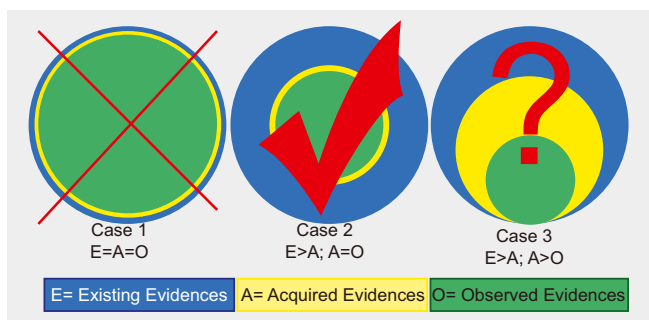 ?
Case 1
E=A=O
Case 2
E>A; A=O
Case 3
E>A; A>O
E= Existing Evidences
A= Acquired Evidences
O= Observed Evidences